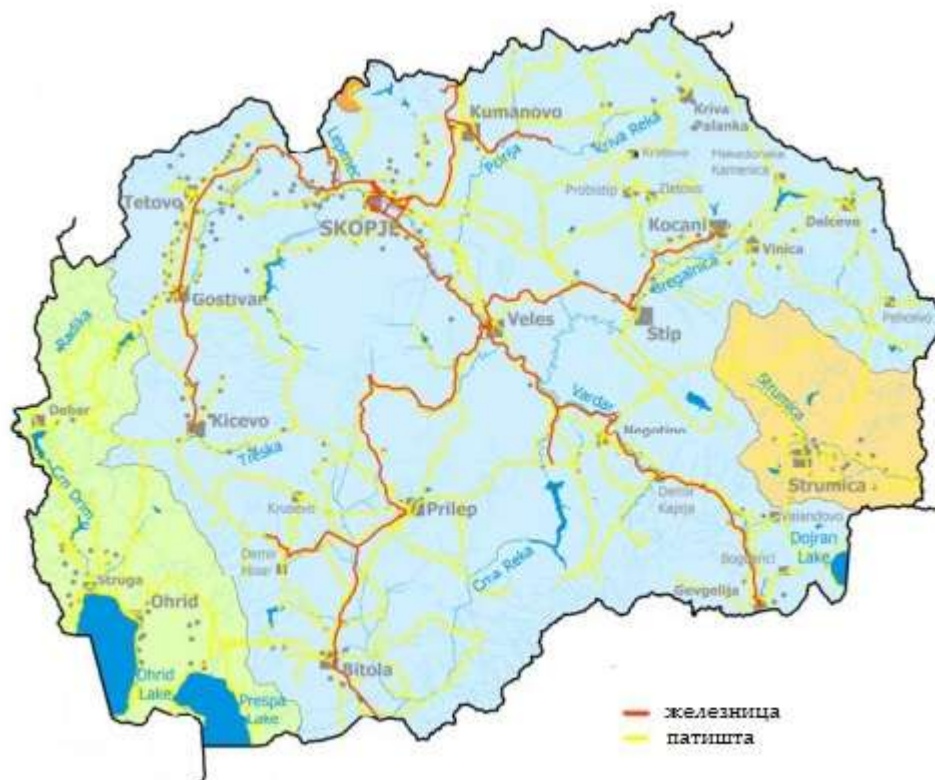 Kumanovo
Kriva
Palanka
Kriva Reka
Lepenec
Pcinja
Kratovo
Makedonska
Kamenica
Probistip
Zletovo
Tetovo
SKOPJE
Kocani
Delcevo
Vinica
Bregalnica
Gostivar
Radika
Veles
Stip
Pehcevo
Strumica
Vardar
Debar
Kicevo
Treska
Negotino
Crn Drim
Strumica
Krusevo
Prilep
Demir
Kapija
Valandovo
Dojran
Lake
Demir
Hisar
Crna Reka
Bogdanci
Struga
Gevgelija
Ohrid
Bitola
Ohrid
Lake
Prespa
Lake
железница
патишта